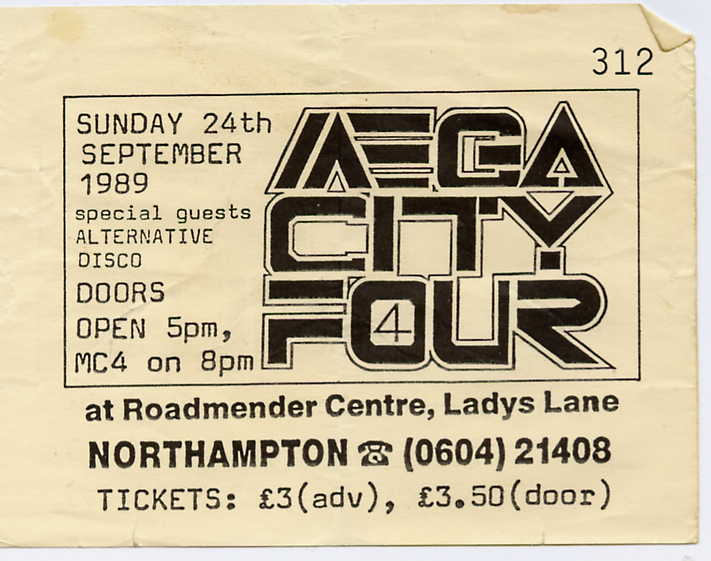 312
SUNDAY 24th
SEPTEMBER
1989
special guests
ALTERNATIVE
DISCO
DOORS
OPEN 5pm,
MC4 on 8pm
MEGA
CITY
FOUR
4
at Roadmender Centre, Ladys Lane
NORTHAMPTON ☎ (0604) 21408
TICKETS: £3(adv), £3.50(door)